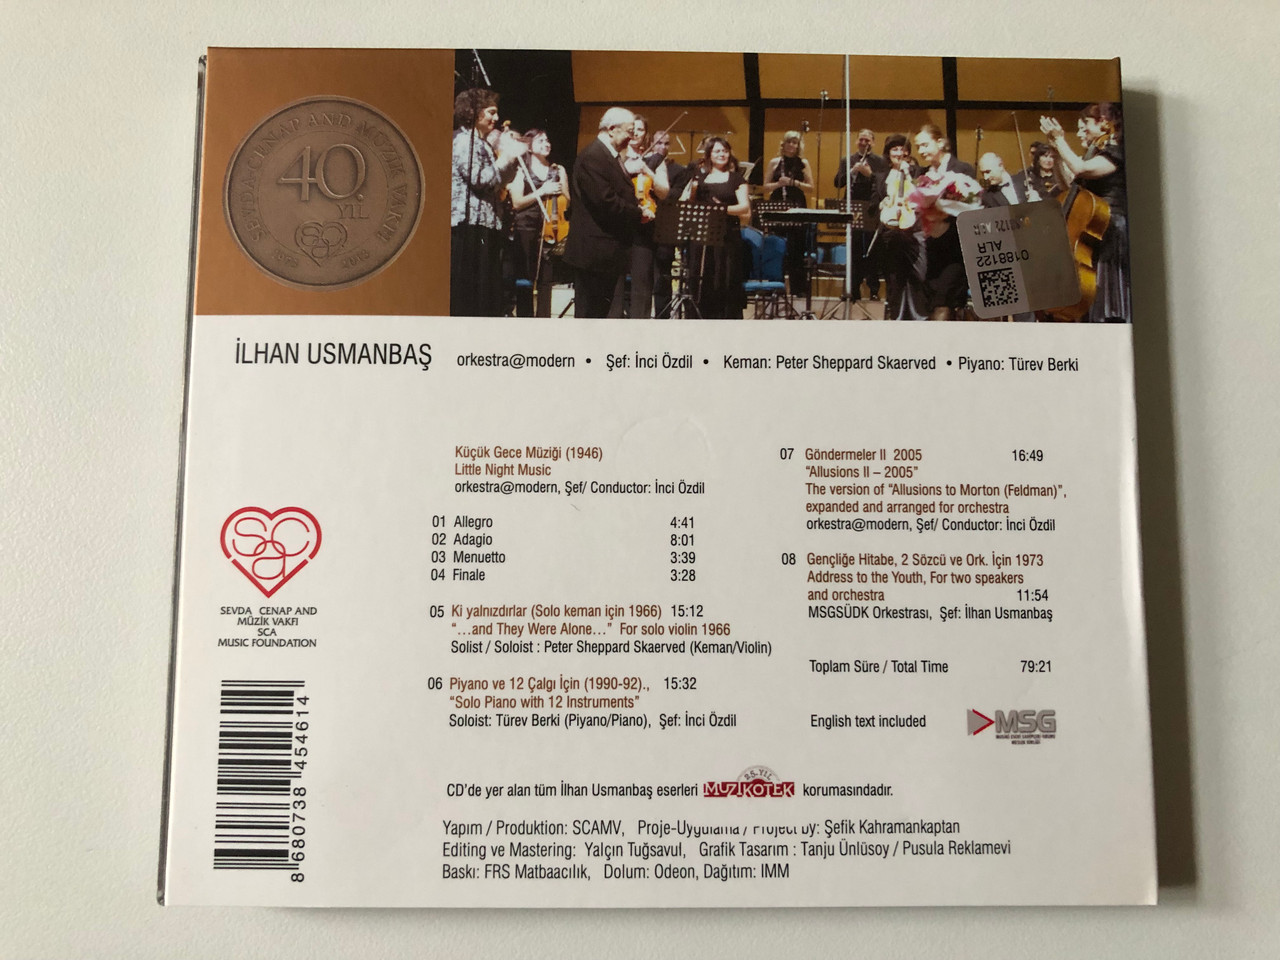 SEVDA CENAP AND MÜZİK VAKFI
40.
YIL
0188122
ALR
İLHAN USMANBAŞ
orkestra@modern • Şef: İnci Özdil • Keman: Peter Sheppard Skaerved • Piyano: Türev Berki
Küçük Gece Müziği (1946)
Little Night Music
orkestra@modern, Şef/ Conductor: İnci Özdil
01 Allegro 4:41
02 Adagio 8:01
03 Menuetto 3:39
04 Finale 3:28
05 Ki yalnızdırlar (Solo keman için 1966) 15:12
“...and They Were Alone...” For solo violin 1966
Solist / Soloist : Peter Sheppard Skaerved (Keman/Violin)
06 Piyano ve 12 Çalgı İçin (1990-92)., 15:32
“Solo Piano with 12 Instruments”
Soloist: Türev Berki (Piyano/Piano), Şef: İnci Özdil
07 Göndermeler II 2005 16:49
“Allusions II – 2005”
The version of “Allusions to Morton (Feldman)”,
expanded and arranged for orchestra
orkestra@modern, Şef/ Conductor: İnci Özdil
08 Gençliğe Hitabe, 2 Sözcü ve Ork. İçin 1973
Address to the Youth, For two speakers
and orchestra 11:54
MSGSÜDK Orkestrası, Şef: İlhan Usmanbaş
Toplam Süre / Total Time 79:21
English text included
MSG
SEVDA CENAP AND
MÜZİK VAKFI
SCA
MUSIC FOUNDATION
8 680738 454614
CD’de yer alan tüm İlhan Usmanbaş eserleri 25. YIL MUZIKOTEK korumasındadır.
Yapım / Produktion: SCAMV, Proje-Uygulama / Project by: Şefik Kahramankaptan
Editing ve Mastering: Yalçın Tuğsavul, Grafik Tasarım : Tanju Ünlüsoy / Pusula Reklamevi
Baskı: FRS Matbaacılık, Dolum: Odeon, Dağıtım: IMM